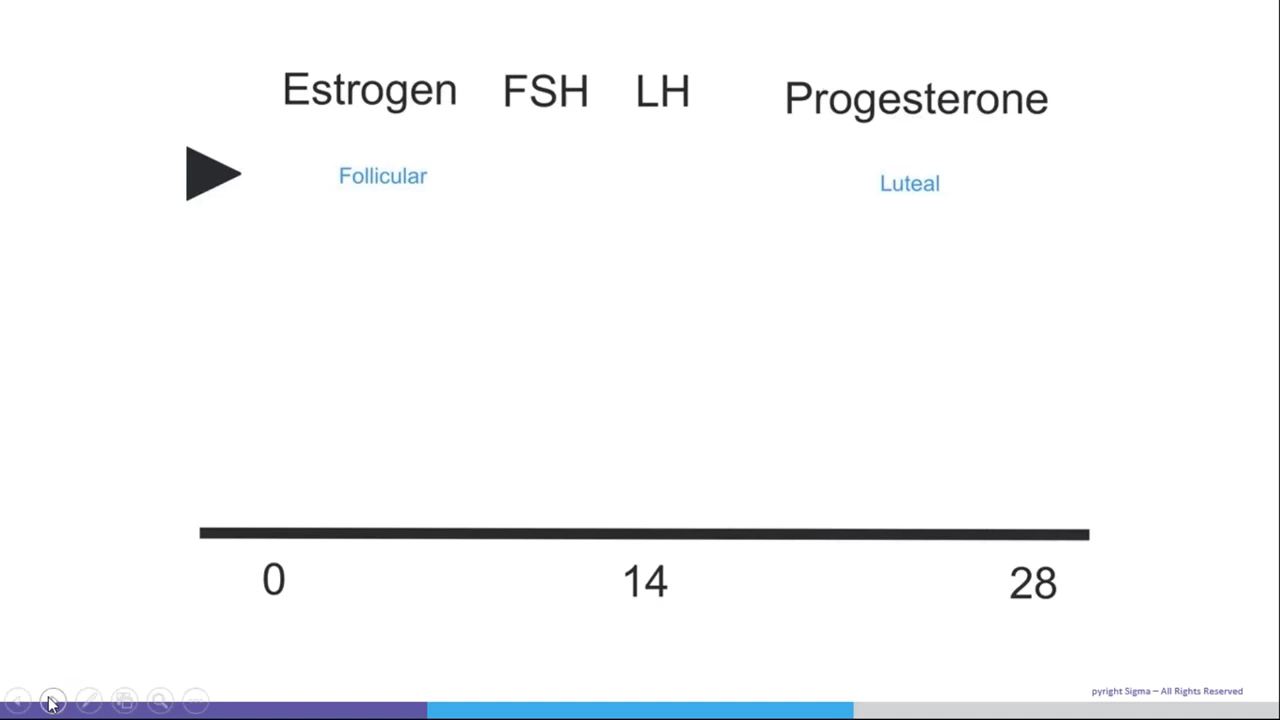 Estrogen FSH LH Progesterone
Follicular Luteal
0 14 28
pyright Sigma – All Rights Reserved